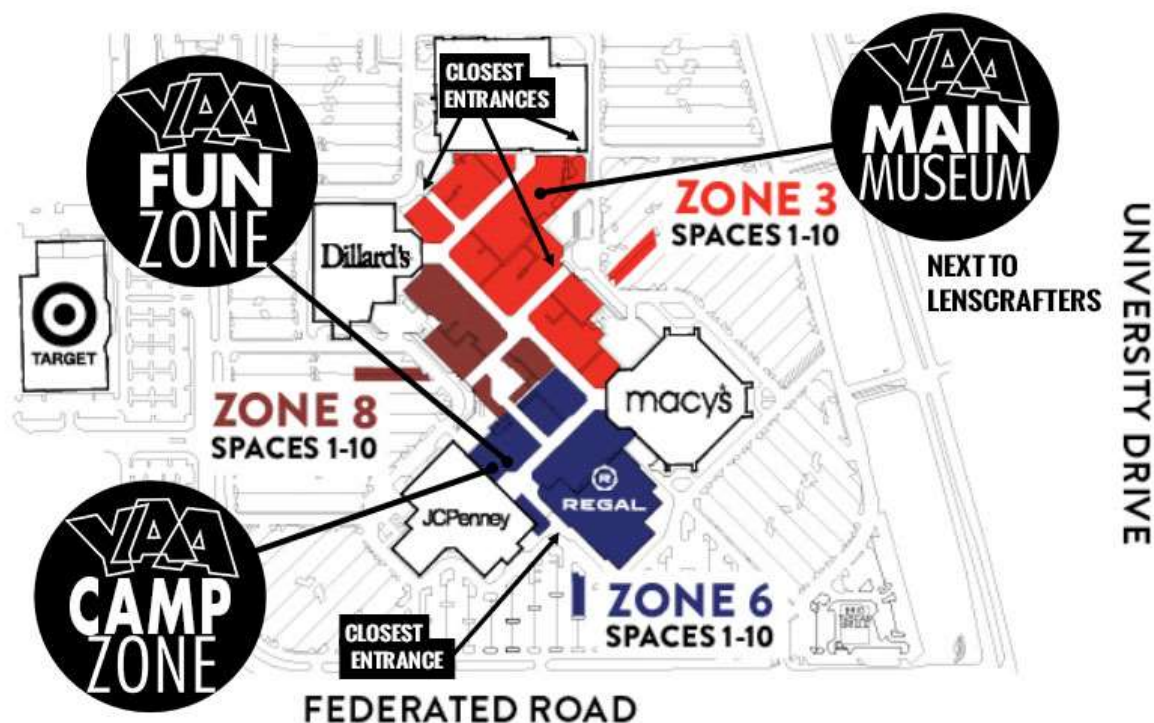 YAA
FUN
ZONE
CLOSEST
ENTRANCES
YAA
MAIN
MUSEUM
ZONE 3
SPACES 1-10
NEXT TO
LENSCRAFTERS
UNIVERSITY DRIVE
Dillard's
TARGET
macy's
ZONE 8
SPACES 1-10
R
REGAL
JCPenney
YAA
CAMP
ZONE
ZONE 6
SPACES 1-10
CLOSEST
ENTRANCE
FEDERATED ROAD